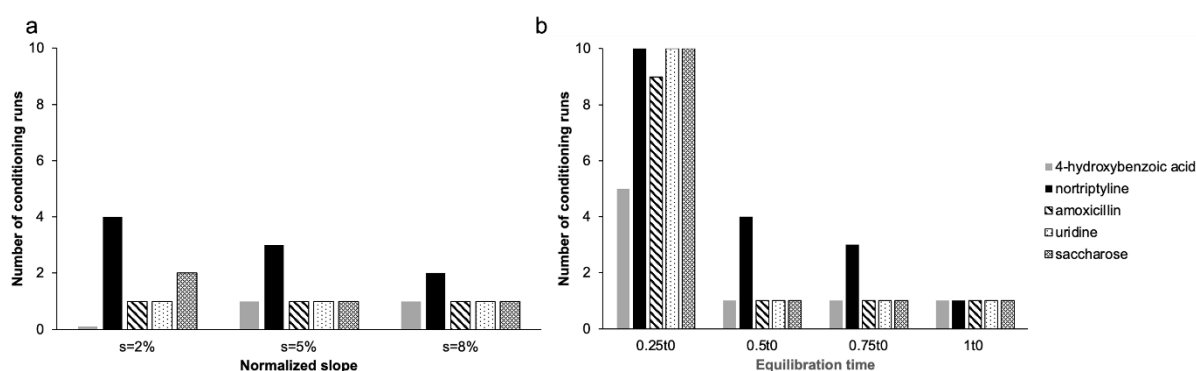 a
Number of conditioning runs
10
8
6
4
2
0
s=2%
s=5%
s=8%
Normalized slope
b
Number of conditioning runs
10
8
6
4
2
0
0.25t0
0.5t0
0.75t0
1t0
Equilibration time
4-hydroxybenzoic acid
nortriptyline
amoxicillin
uridine
saccharose